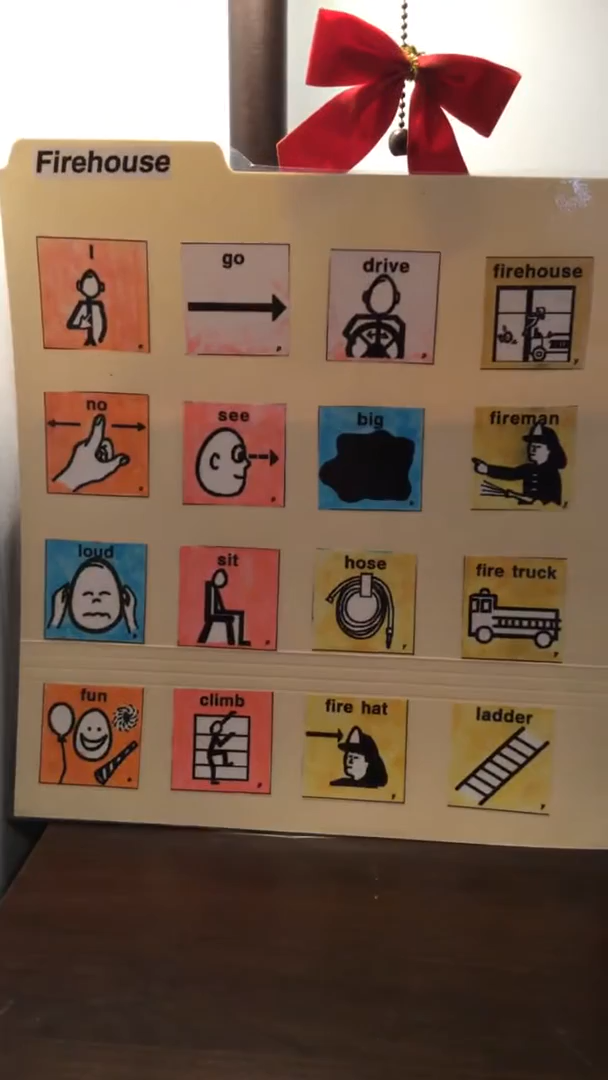 Firehouse
I
go
drive
firehouse
no
see
big
fireman
loud
sit
hose
fire truck
fun
climb
fire hat
ladder